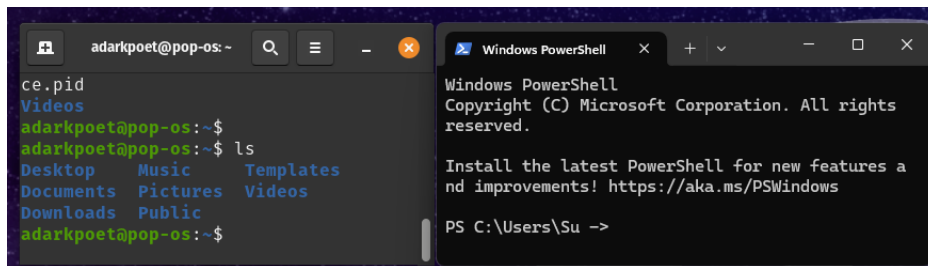 adarkpoet@pop-os: ~
ce.pid
Videos
adarkpoet@pop-os:~$
adarkpoet@pop-os:~$ ls
Desktop Music Templates
Documents Pictures Videos
Downloads Public
adarkpoet@pop-os:~$
Windows PowerShell
Windows PowerShell
Copyright (C) Microsoft Corporation. All rights
reserved.
Install the latest PowerShell for new features a
nd improvements! https://aka.ms/PSWindows
PS C:\Users\Su ->